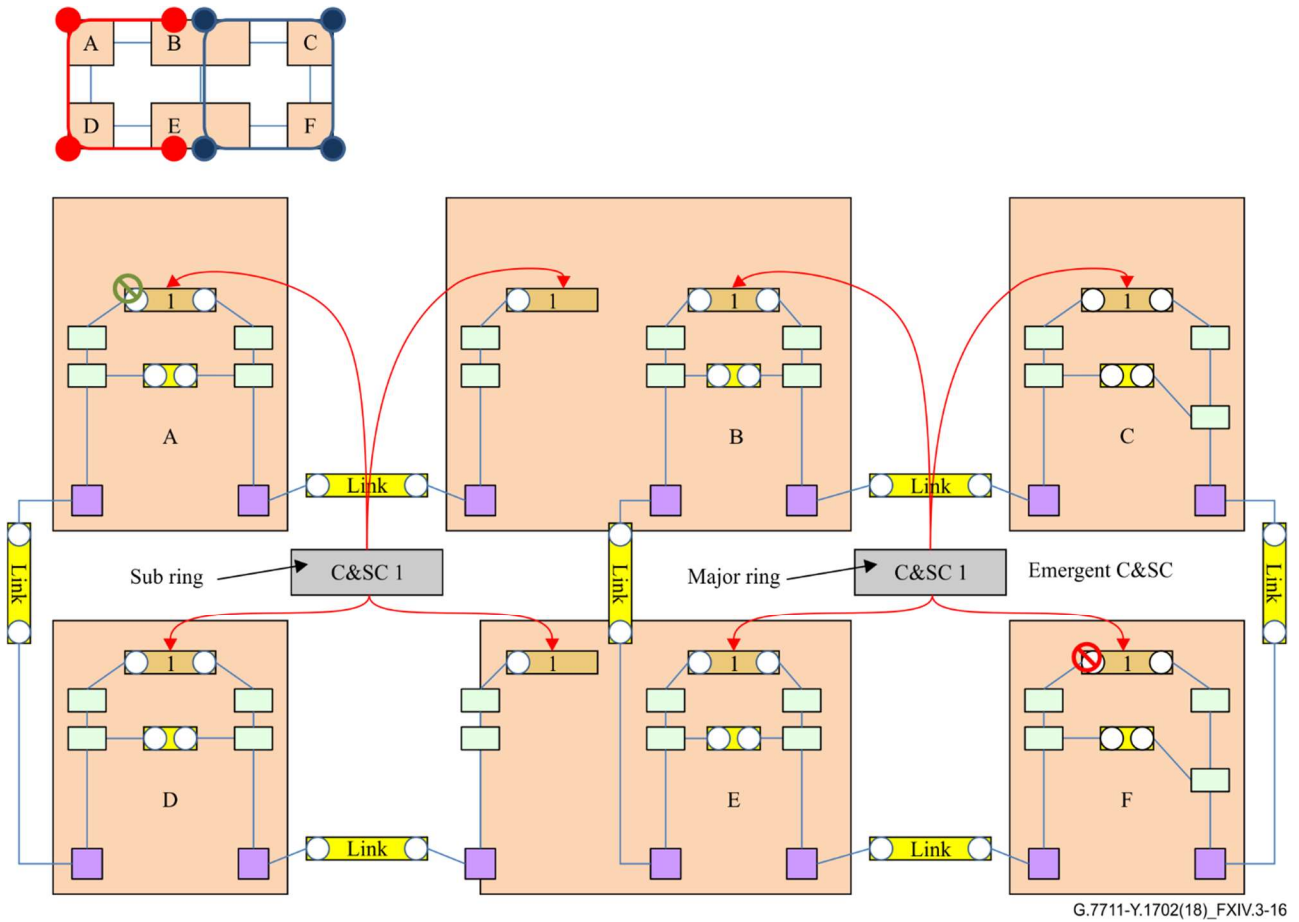 A B C
D E F
1 1 1 1
A B C
Link Link
Link Link Link
Sub ring C&SC 1 Major ring C&SC 1 Emergent C&SC
1 1 1 1
D E F
Link Link
G.7711-Y.1702(18)_FXIV.3-16